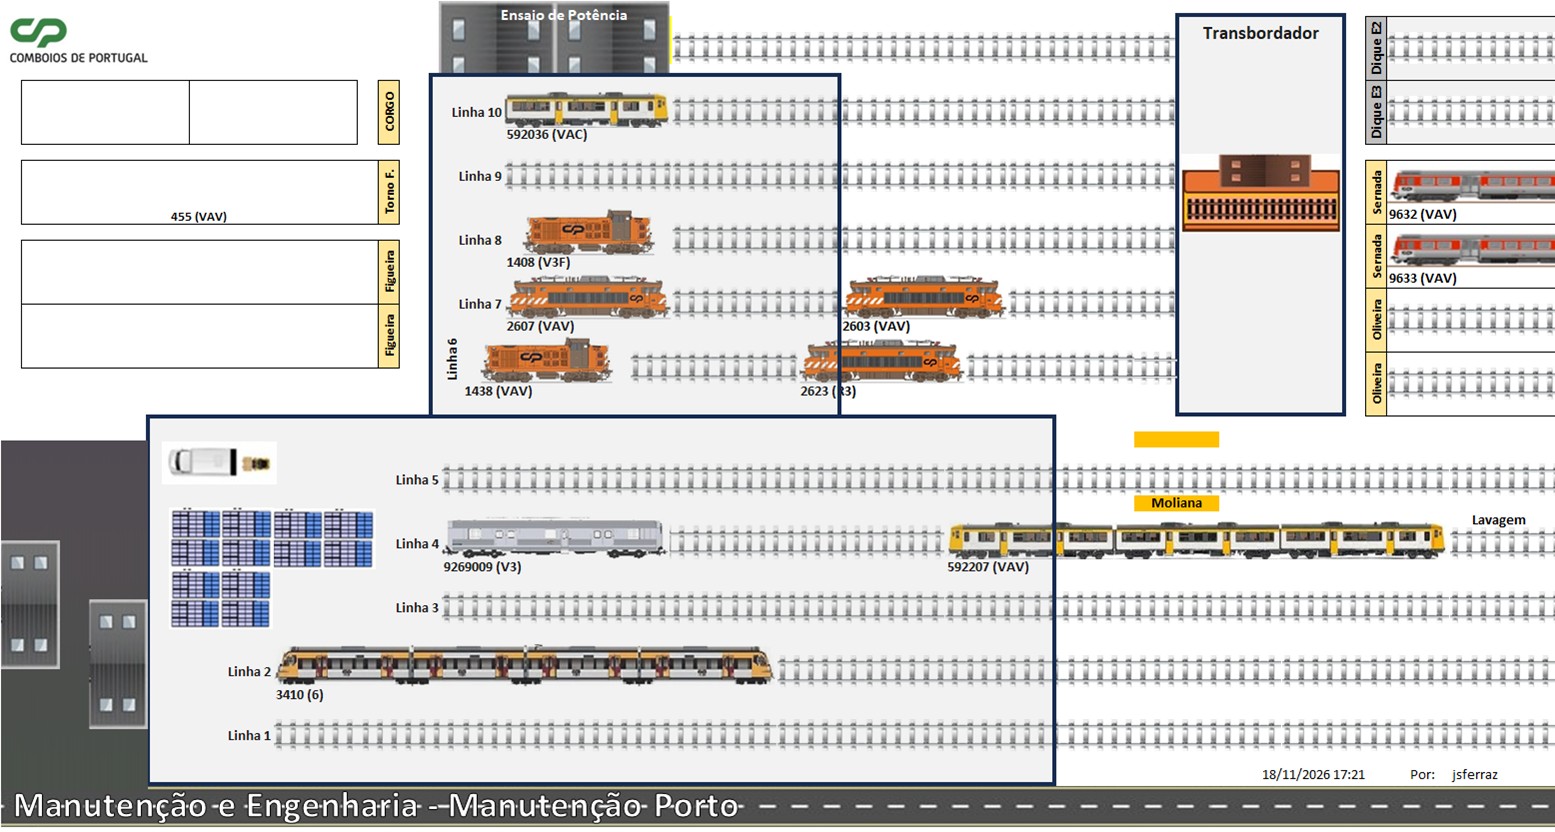 CP
COMBOIOS DE PORTUGAL
Ensaio de Potência
Transbordador
Dique E2
Dique E3
CORGO
Linha 10
592036 (VAC)
Torno F.
455 (VAV)
Linha 9
Sernada
9632 (VAV)
Linha 8
1408 (V3F)
Figueira
Sernada
9633 (VAV)
Linha 7
2607 (VAV)
2603 (VAV)
Figueira
Oliveira
Linha 6
1438 (VAV)
2623 (R3)
Oliveira
Linha 5
Moliana
Lavagem
Linha 4
9269009 (V3)
592207 (VAV)
Linha 3
Linha 2
3410 (6)
Linha 1
18/11/2026 17:21 Por: jsferraz
Manutenção e Engenharia - Manutenção Porto